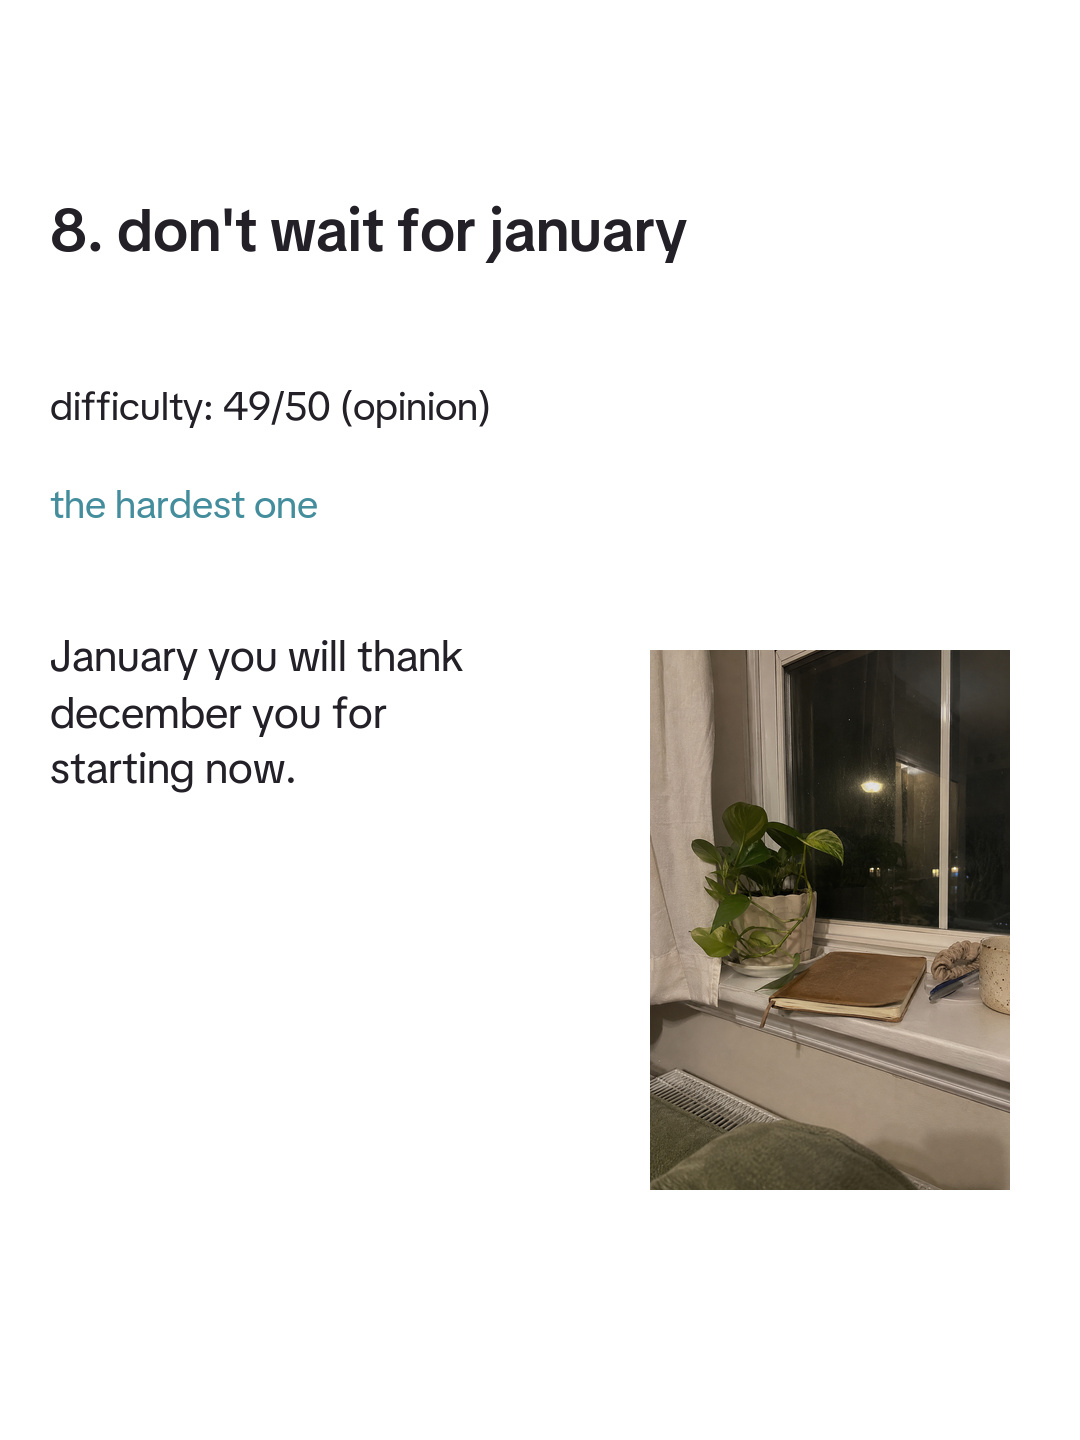 8. don't wait for january
difficulty: 49/50 (opinion)
the hardest one
January you will thank
december you for
starting now.